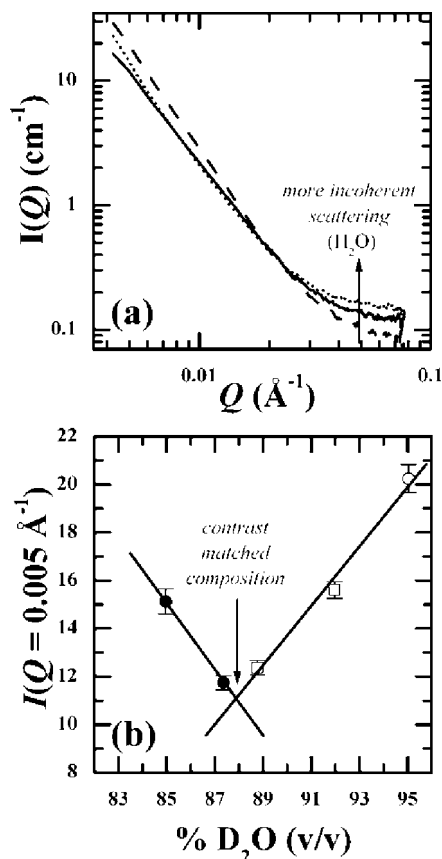 10
1
0.1
I(Q) (cm⁻¹)
more incoherent
scattering
(H₂O)
(a)
0.01
0.1
Q (Å⁻¹)
22
20
18
16
14
12
10
8
I(Q = 0.005 Å⁻¹)
contrast
matched
composition
(b)
83
85
87
89
91
93
95
% D₂O (v/v)